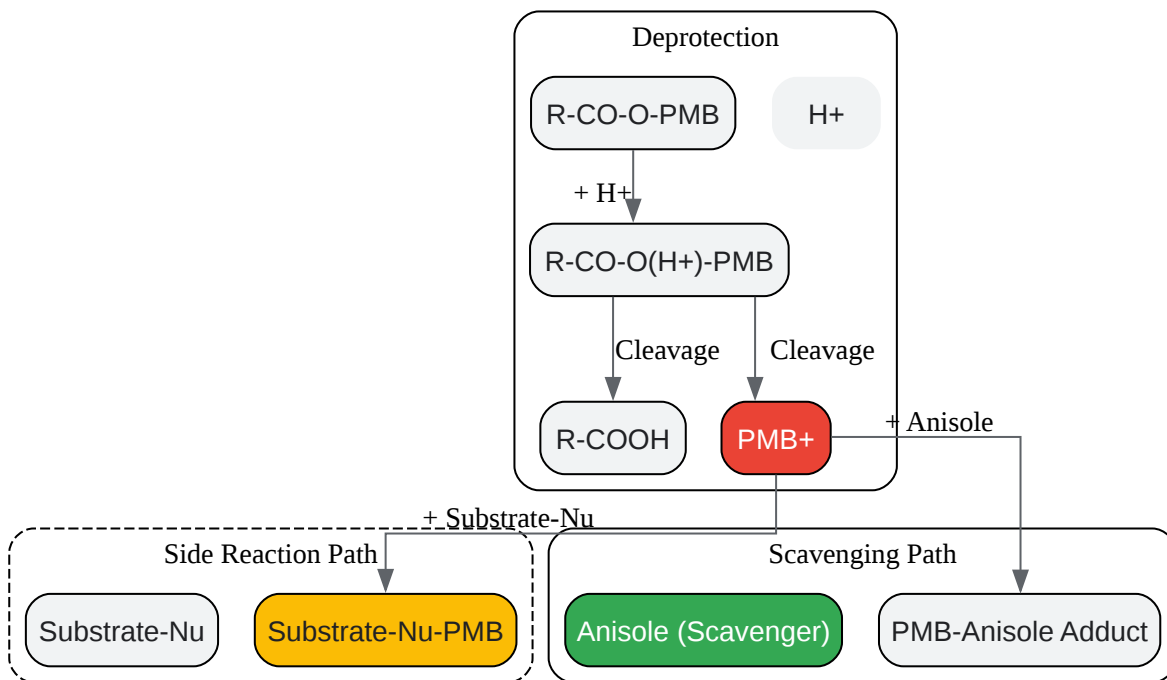 Deprotection
R-CO-O-PMB
H+
+ H+
R-CO-O(H+)-PMB
Cleavage
Cleavage
R-COOH
PMB+
+ Anisole
+ Substrate-Nu
Side Reaction Path
Scavenging Path
Substrate-Nu
Substrate-Nu-PMB
Anisole (Scavenger)
PMB-Anisole Adduct